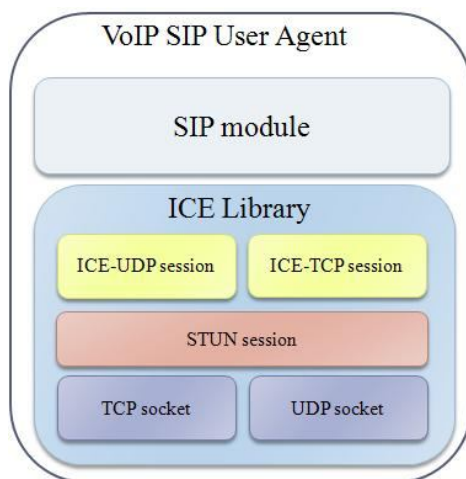 VoIP SIP User Agent
SIP module
ICE Library
ICE-UDP session
ICE-TCP session
STUN session
TCP socket
UDP socket